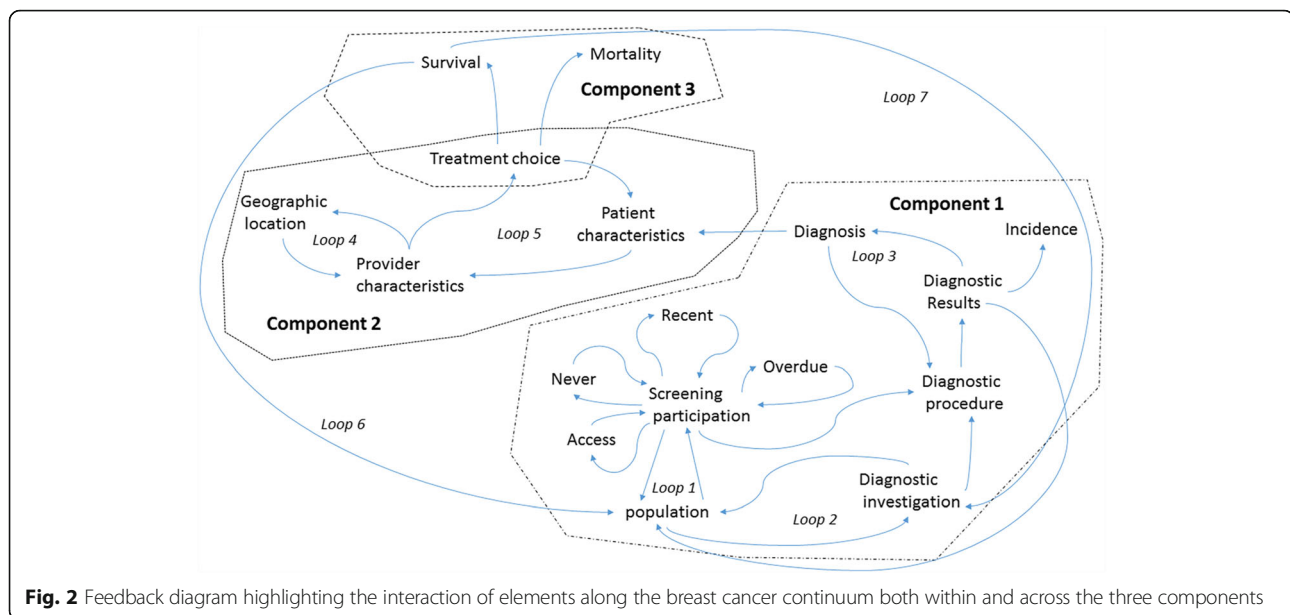 Survival
Mortality
Component 3
Loop 7
Treatment choice
Geographic
location
Loop 4
Loop 5
Patient
characteristics
Provider
characteristics
Component 2
Component 1
Diagnosis
Incidence
Loop 3
Diagnostic
Results
Recent
Never
Overdue
Screening
participation
Diagnostic
procedure
Access
Loop 6
Loop 1
population
Diagnostic
investigation
Loop 2
Fig. 2 Feedback diagram highlighting the interaction of elements along the breast cancer continuum both within and across the three components